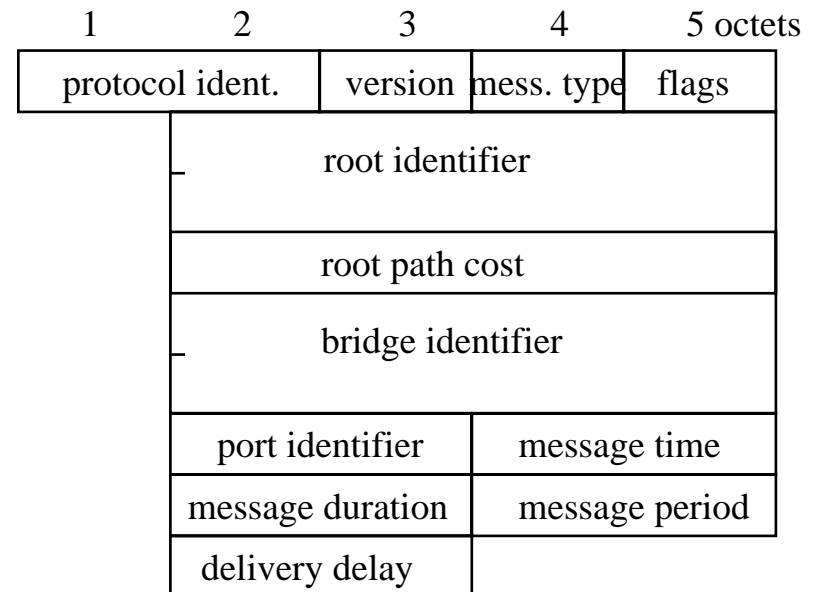 1 2 3 4 5 octets
protocol ident. version mess. type flags
root identifier
root path cost
bridge identifier
port identifier message time
message duration message period
delivery delay